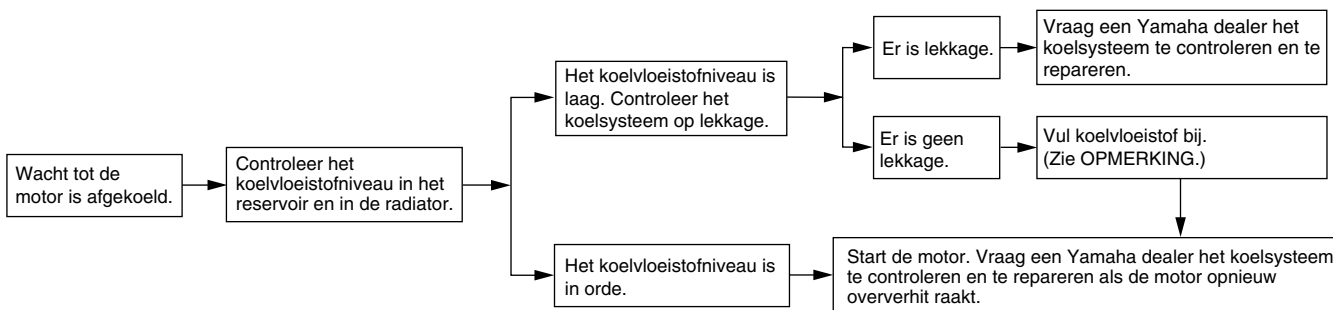 Wacht tot de
motor is afgekoeld.
Controleer het
koelvloeistofniveau in het
reservoir en in de radiator.
Het koelvloeistofniveau is
laag. Controleer het
koelsysteem op lekkage.
Er is lekkage.
Vraag een Yamaha dealer het
koelsysteem te controleren en te
repareren.
Er is geen
lekkage.
Vul koelvloeistof bij.
(Zie OPMERKING.)
Het koelvloeistofniveau is
in orde.
Start de motor. Vraag een Yamaha dealer het koelsysteem
te controleren en te repareren als de motor opnieuw
oververhit raakt.